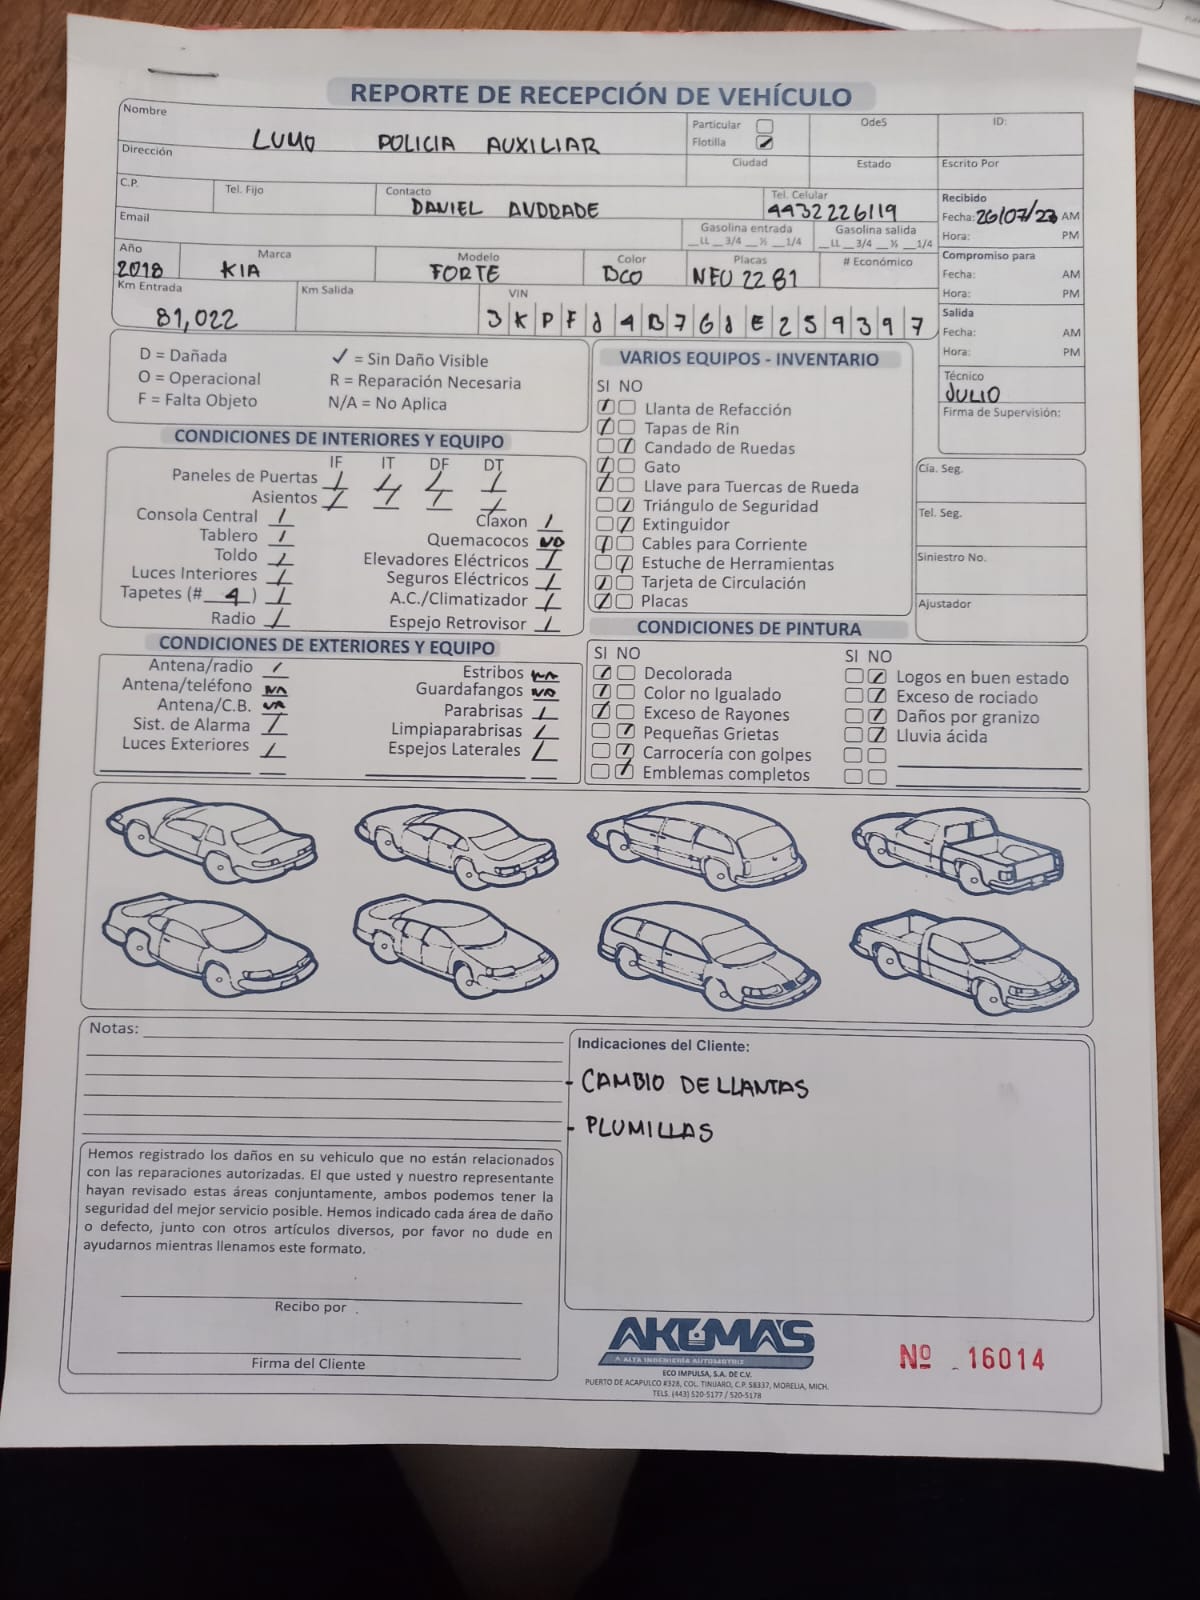 REPORTE DE RECEPCIÓN DE VEHÍCULO
Nombre
LUMO POLICIA AUXILIAR
Particular
Flotilla
OdeS
ID:
Dirección
Ciudad
Estado
Escrito Por
C.P.
Tel. Fijo
Contacto
DANIEL ANDRADE
Tel. Celular
4432226119
Recibido
Fecha: 26/07/23 AM
Hora: PM
Email
Gasolina entrada
__LL __3/4 __½ __1/4
Gasolina salida
__LL __3/4 __½ __1/4
Año
2018
Marca
KIA
Modelo
FORTE
Color
BCO
Placas
NFU 2281
# Económico
Compromiso para
Fecha: AM
Hora: PM
Km Entrada
81,022
Km Salida
VIN
3KPF 4B7G E259397
Salida
Fecha: AM
Hora: PM
Técnico
JULIO
Firma de Supervisión:
D = Dañada
✓ = Sin Daño Visible
O = Operacional
R = Reparación Necesaria
F = Falta Objeto
N/A = No Aplica
CONDICIONES DE INTERIORES Y EQUIPO
IF IT DF DT
Paneles de Puertas
Asientos
Consola Central
Claxon
Tablero
Quemacocos NO
Toldo
Elevadores Eléctricos
Luces Interiores
Seguros Eléctricos
Tapetes (# 4 )
A.C./Climatizador
Radio
Espejo Retrovisor
VARIOS EQUIPOS - INVENTARIO
SI NO
Llanta de Refacción
Tapas de Rin
Candado de Ruedas
Gato
Llave para Tuercas de Rueda
Triángulo de Seguridad
Extinguidor
Cables para Corriente
Estuche de Herramientas
Tarjeta de Circulación
Placas
Cía. Seg.
Tel. Seg.
Siniestro No.
Ajustador
CONDICIONES DE EXTERIORES Y EQUIPO
Antena/radio
Estribos NA
Antena/teléfono NA
Guardafangos NA
Antena/C.B. NA
Parabrisas
Sist. de Alarma
Limpiaparabrisas
Luces Exteriores
Espejos Laterales
CONDICIONES DE PINTURA
SI NO
SI NO
Decolorada
Logos en buen estado
Color no Igualado
Exceso de rociado
Exceso de Rayones
Daños por granizo
Pequeñas Grietas
Lluvia ácida
Carrocería con golpes
Emblemas completos
Notas:
Indicaciones del Cliente:
- CAMBIO DE LLANTAS
- PLUMILLAS
Hemos registrado los daños en su vehiculo que no están relacionados
con las reparaciones autorizadas. El que usted y nuestro representante
hayan revisado estas áreas conjuntamente, ambos podemos tener la
seguridad del mejor servicio posible. Hemos indicado cada área de daño
o defecto, junto con otros artículos diversos, por favor no dude en
ayudarnos mientras llenamos este formato.
Recibo por
Firma del Cliente
AKUMA'S
A ALTA INGENIERÍA AUTOMOTRIZ
ECO IMPULSA, S.A. DE C.V.
PUERTO DE ACAPULCO #328, COL. TINIJARO, C.P. 58337, MORELIA, MICH.
TELS. (443) 520-5177 / 520-5178
Nº 16014